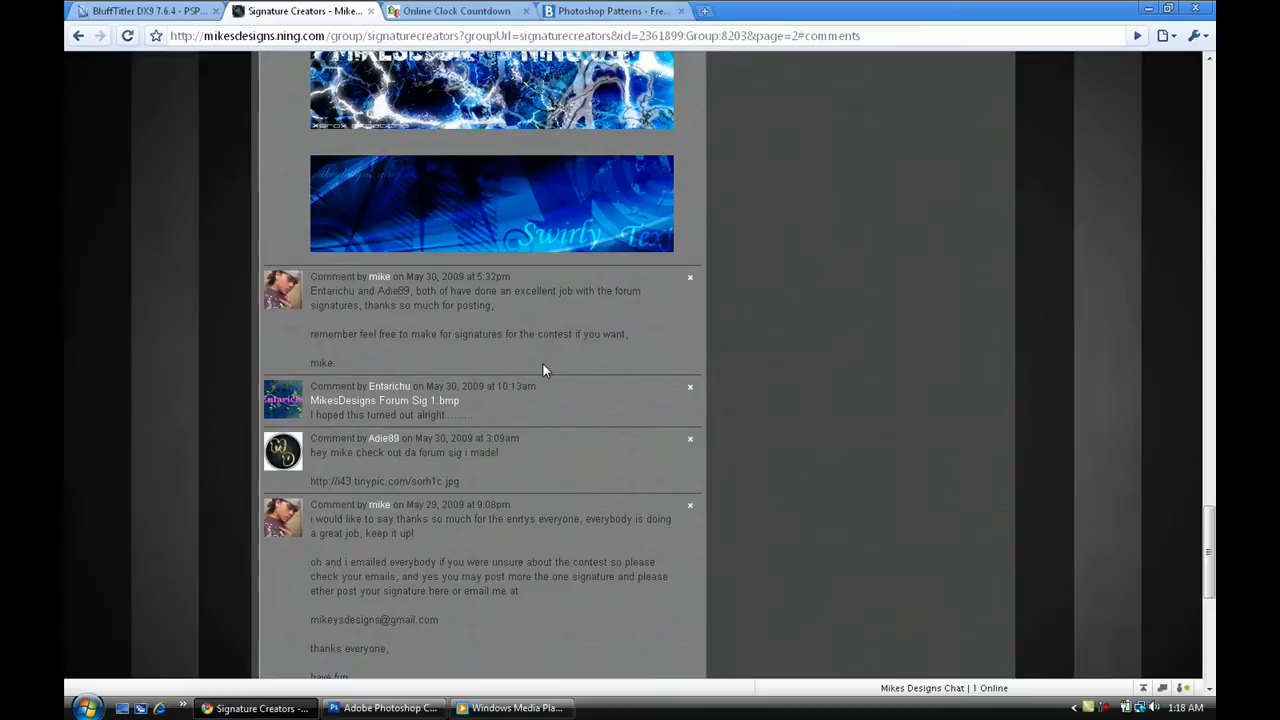 BluffTitler DX9 7.6.4 - PSP... Signature Creators - Mike... Online Clock Countdown Photoshop Patterns - Fre...
http://mikesdesigns.ning.com/group/signaturecreators?groupUrl=signaturecreators&id=2361899:Group:8203&page=2#comments
Swirly Tex
Comment by mike on May 30, 2009 at 5:32pm
Entarichu and Adie89, both of have done an excellent job with the forum
signatures, thanks so much for posting,
remember feel free to make for signatures for the contest if you want,
mike.
Comment by Entarichu on May 30, 2009 at 10:13am
MikesDesigns Forum Sig 1.bmp
I hoped this turned out alright.........
Comment by Adie89 on May 30, 2009 at 3:09am
hey mike check out da forum sig i made!
http://i43.tinypic.com/sorh1c.jpg
Comment by mike on May 29, 2009 at 9:08pm
i would like to say thanks so much for the enrtys everyone, everybody is doing
a great job, keep it up!
oh and i emailed everybody if you were unsure about the contest so please
check your emails, and yes you may post more the one signature and please
ether post your signature here or email me at
mikeysdesigns@gmail.com
thanks everyone,
have fun
Mikes Designs Chat | 1 Online
Signature Creators -... Adobe Photoshop C... Windows Media Pla... 1:18 AM